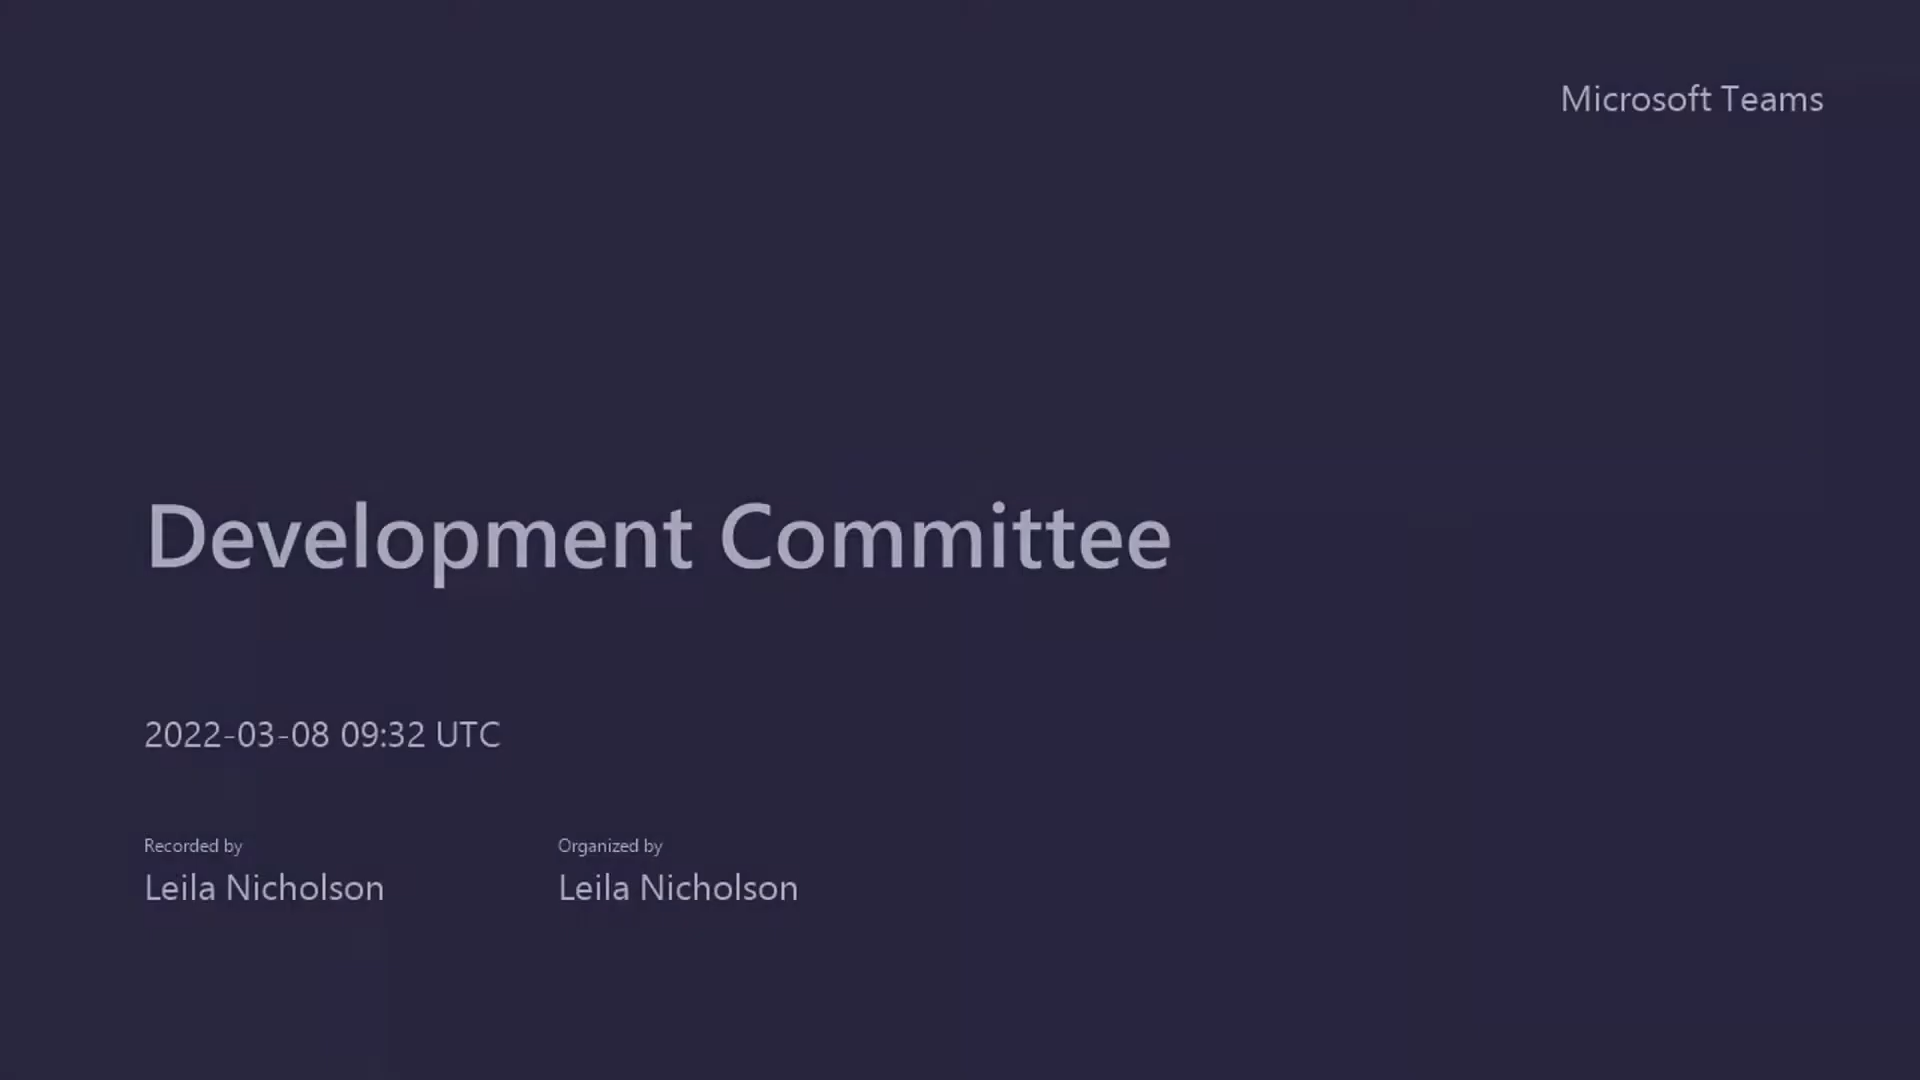 Microsoft Teams
Development Committee
2022-03-08 09:32 UTC
Recorded by
Leila Nicholson
Organized by
Leila Nicholson